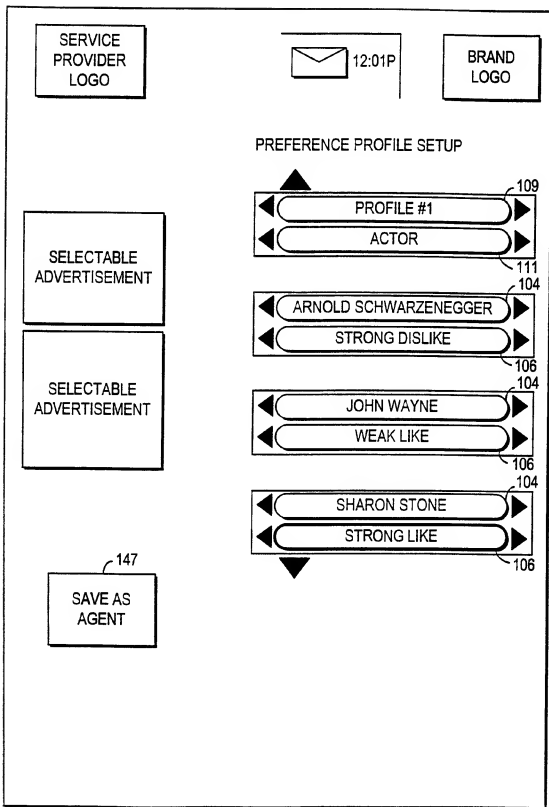 SERVICE
PROVIDER
LOGO
12:01P
BRAND
LOGO
PREFERENCE PROFILE SETUP
109
PROFILE #1
ACTOR
111
SELECTABLE
ADVERTISEMENT
104
ARNOLD SCHWARZENEGGER
STRONG DISLIKE
106
SELECTABLE
ADVERTISEMENT
104
JOHN WAYNE
WEAK LIKE
106
104
SHARON STONE
STRONG LIKE
106
147
SAVE AS
AGENT